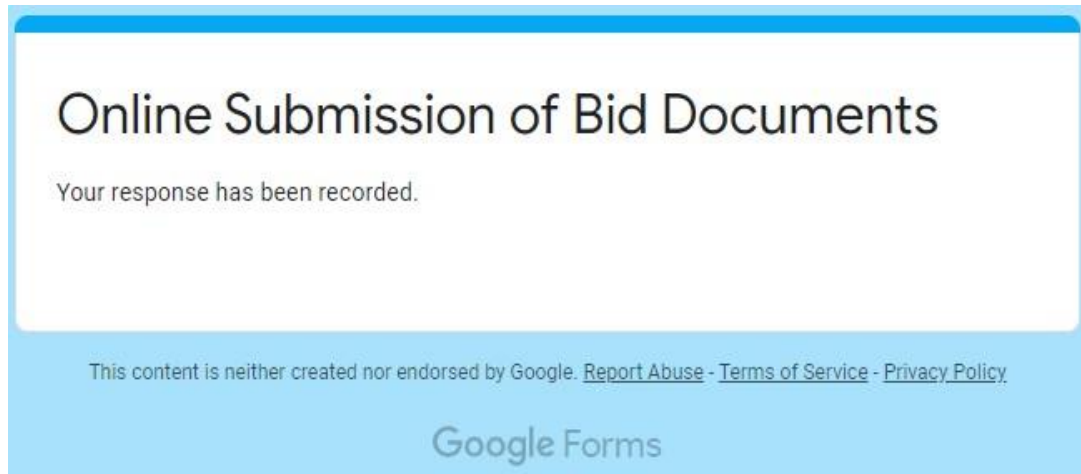 Online Submission of Bid Documents
Your response has been recorded.
This content is neither created nor endorsed by Google. Report Abuse - Terms of Service - Privacy Policy
Google Forms